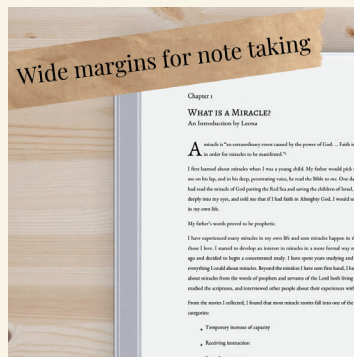 Wide margins for note taking
Chapter 1
What is a Miracle?
An Introduction by Leona
A miracle is "an extraordinary event caused by the power of God. ... Faith is
in order for miracles to be manifested."¹
I first learned about miracles when I was a young child. My father would pick
me on his lap, and in his deep, penetrating voice, he read the Bible to me. One da
had read the miracle of God parting the Red Sea and saving the children of Israel,
deeply into my eyes, and told me that if I had faith in Almighty God, I would s
in my own life.
My father's words proved to be prophetic.
I have experienced many miracles in my own life and seen miracles happen in t
those I love. I started to develop an interest in miracles in a more formal way
ago and decided to begin a concentrated study. I have spent years studying and
everything I could about miracles. Beyond the miracles I have seen first hand, I ha
about miracles from the words of prophets and servants of the Lord both living
studied the scriptures, and interviewed other people about their experiences wit
From the stories I collected, I found that most miracle stories fall into one of the
categories:
• Temporary increase of capacity
• Receiving instruction